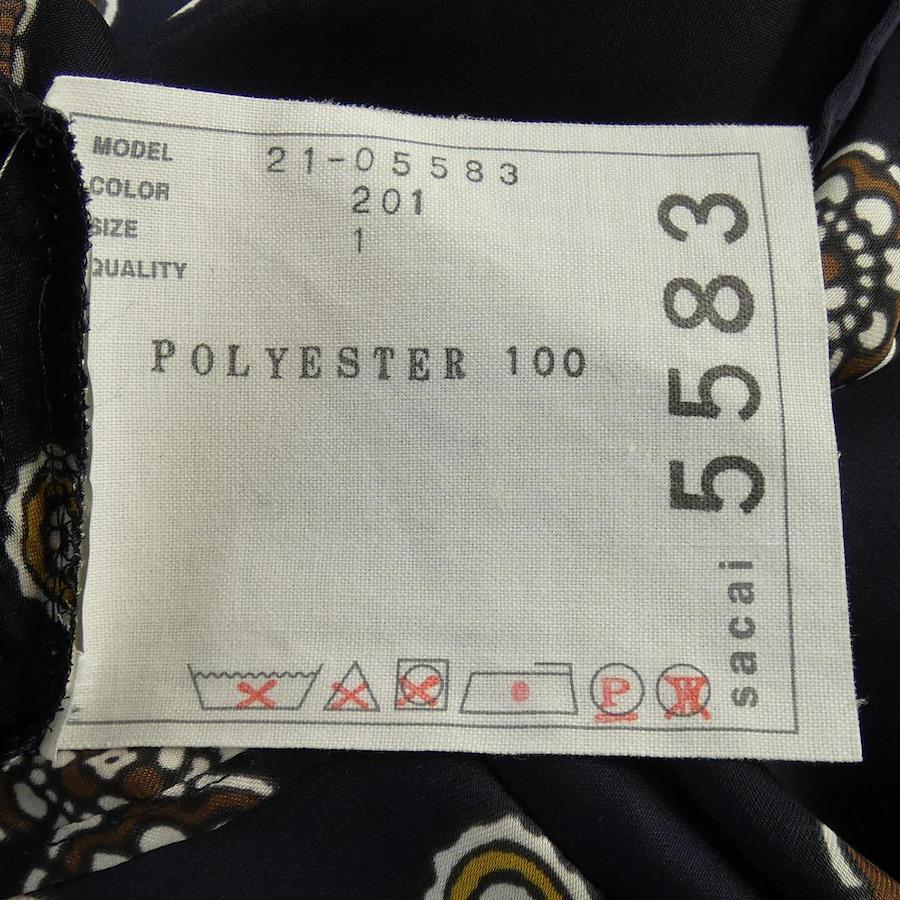 MODEL 21-05583
COLOR 201
SIZE 1
QUALITY
POLYESTER 100
sacai 5583
P
W